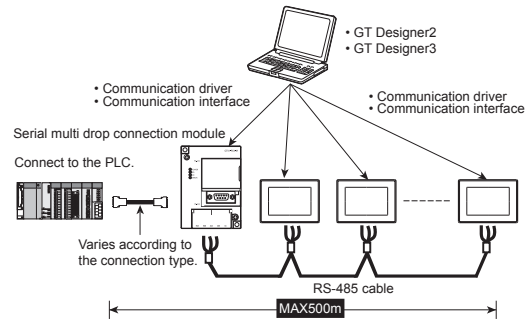 • GT Designer2
• GT Designer3
• Communication driver
• Communication interface
• Communication driver
• Communication interface
Serial multi drop connection module
Connect to the PLC.
Varies according to
the connection type.
RS-485 cable
MAX500m